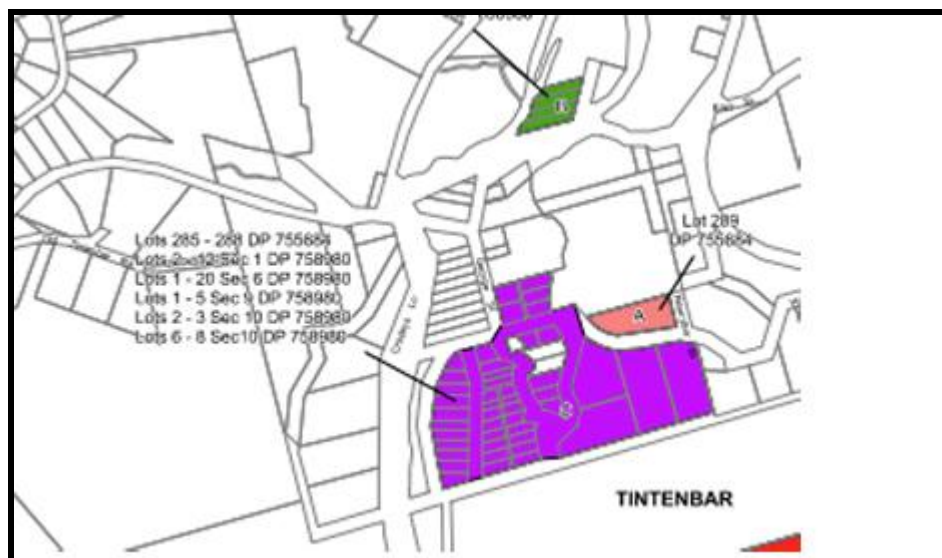 B
Lot 289
DP 755684
Lots 285 - 288 DP 755684
Lots 2 - 12 Sec 1 DP 758980
Lots 1 - 20 Sec 6 DP 758980
Lots 1 - 5 Sec 9 DP 758980
Lots 2 - 3 Sec 10 DP 758980
Lots 6 - 8 Sec10 DP 758980
A
TINTENBAR